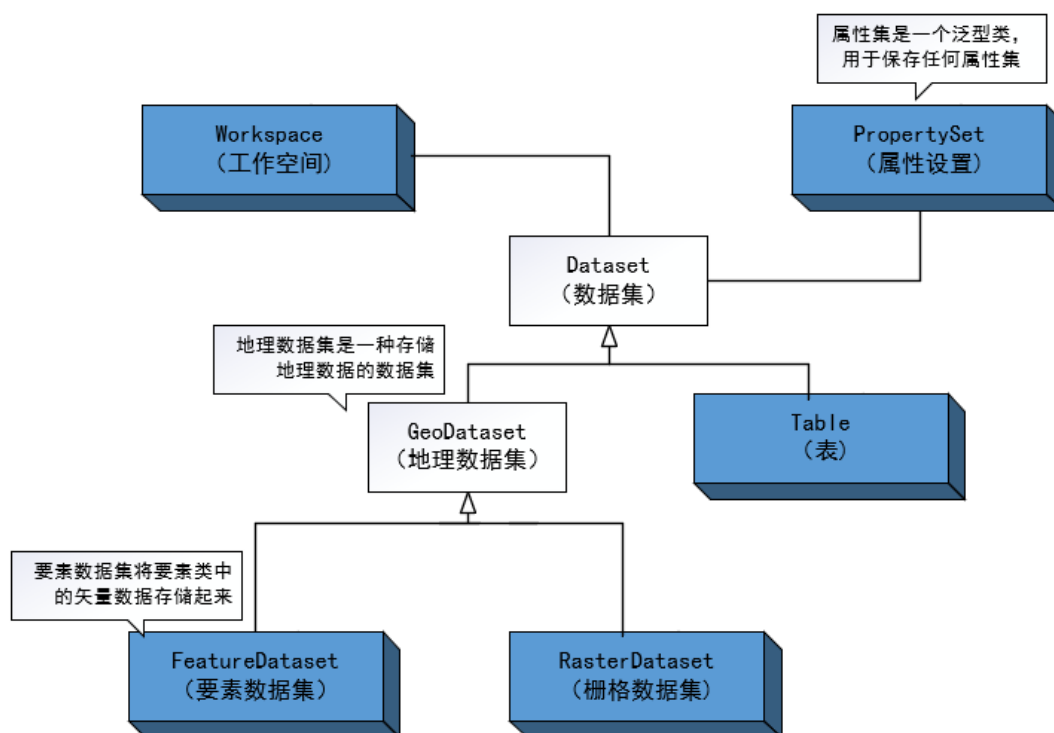 属性集是一个泛型类，
用于保存任何属性集
Workspace
（工作空间)
PropertySet
（属性设置）
Dataset
（数据集）
地理数据集是一种存储
地理数据的数据集
GeoDataset
（地理数据集）
Table
（表)
要素数据集将要素类中
的矢量数据存储起来
FeatureDataset
（要素数据集）
RasterDataset
（栅格数据集)